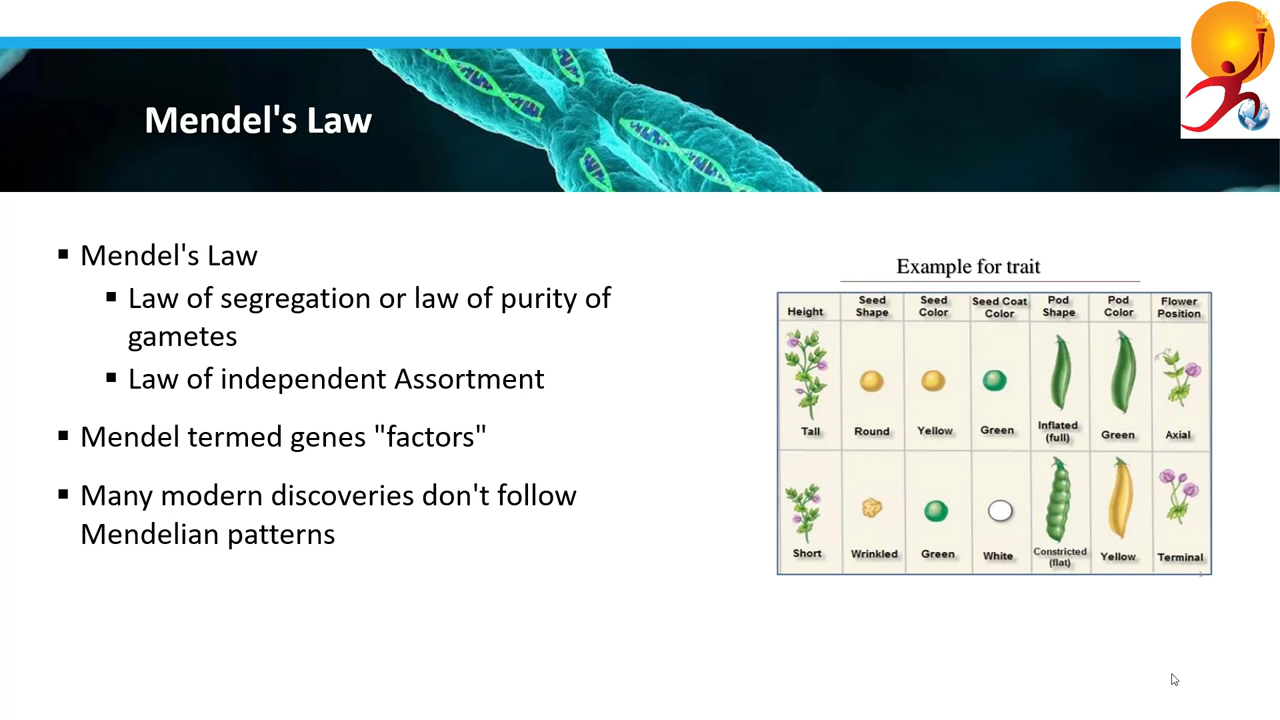 Mendel's Law
▪ Mendel's Law
▪ Law of segregation or law of purity of
gametes
▪ Law of independent Assortment
▪ Mendel termed genes "factors"
▪ Many modern discoveries don't follow
Mendelian patterns
Example for trait
Height Seed Shape Seed Color Seed Coat Color Pod Shape Pod Color Flower Position
Tall Round Yellow Green Inflated (full) Green Axial
Short Wrinkled Green White Constricted (flat) Yellow Terminal